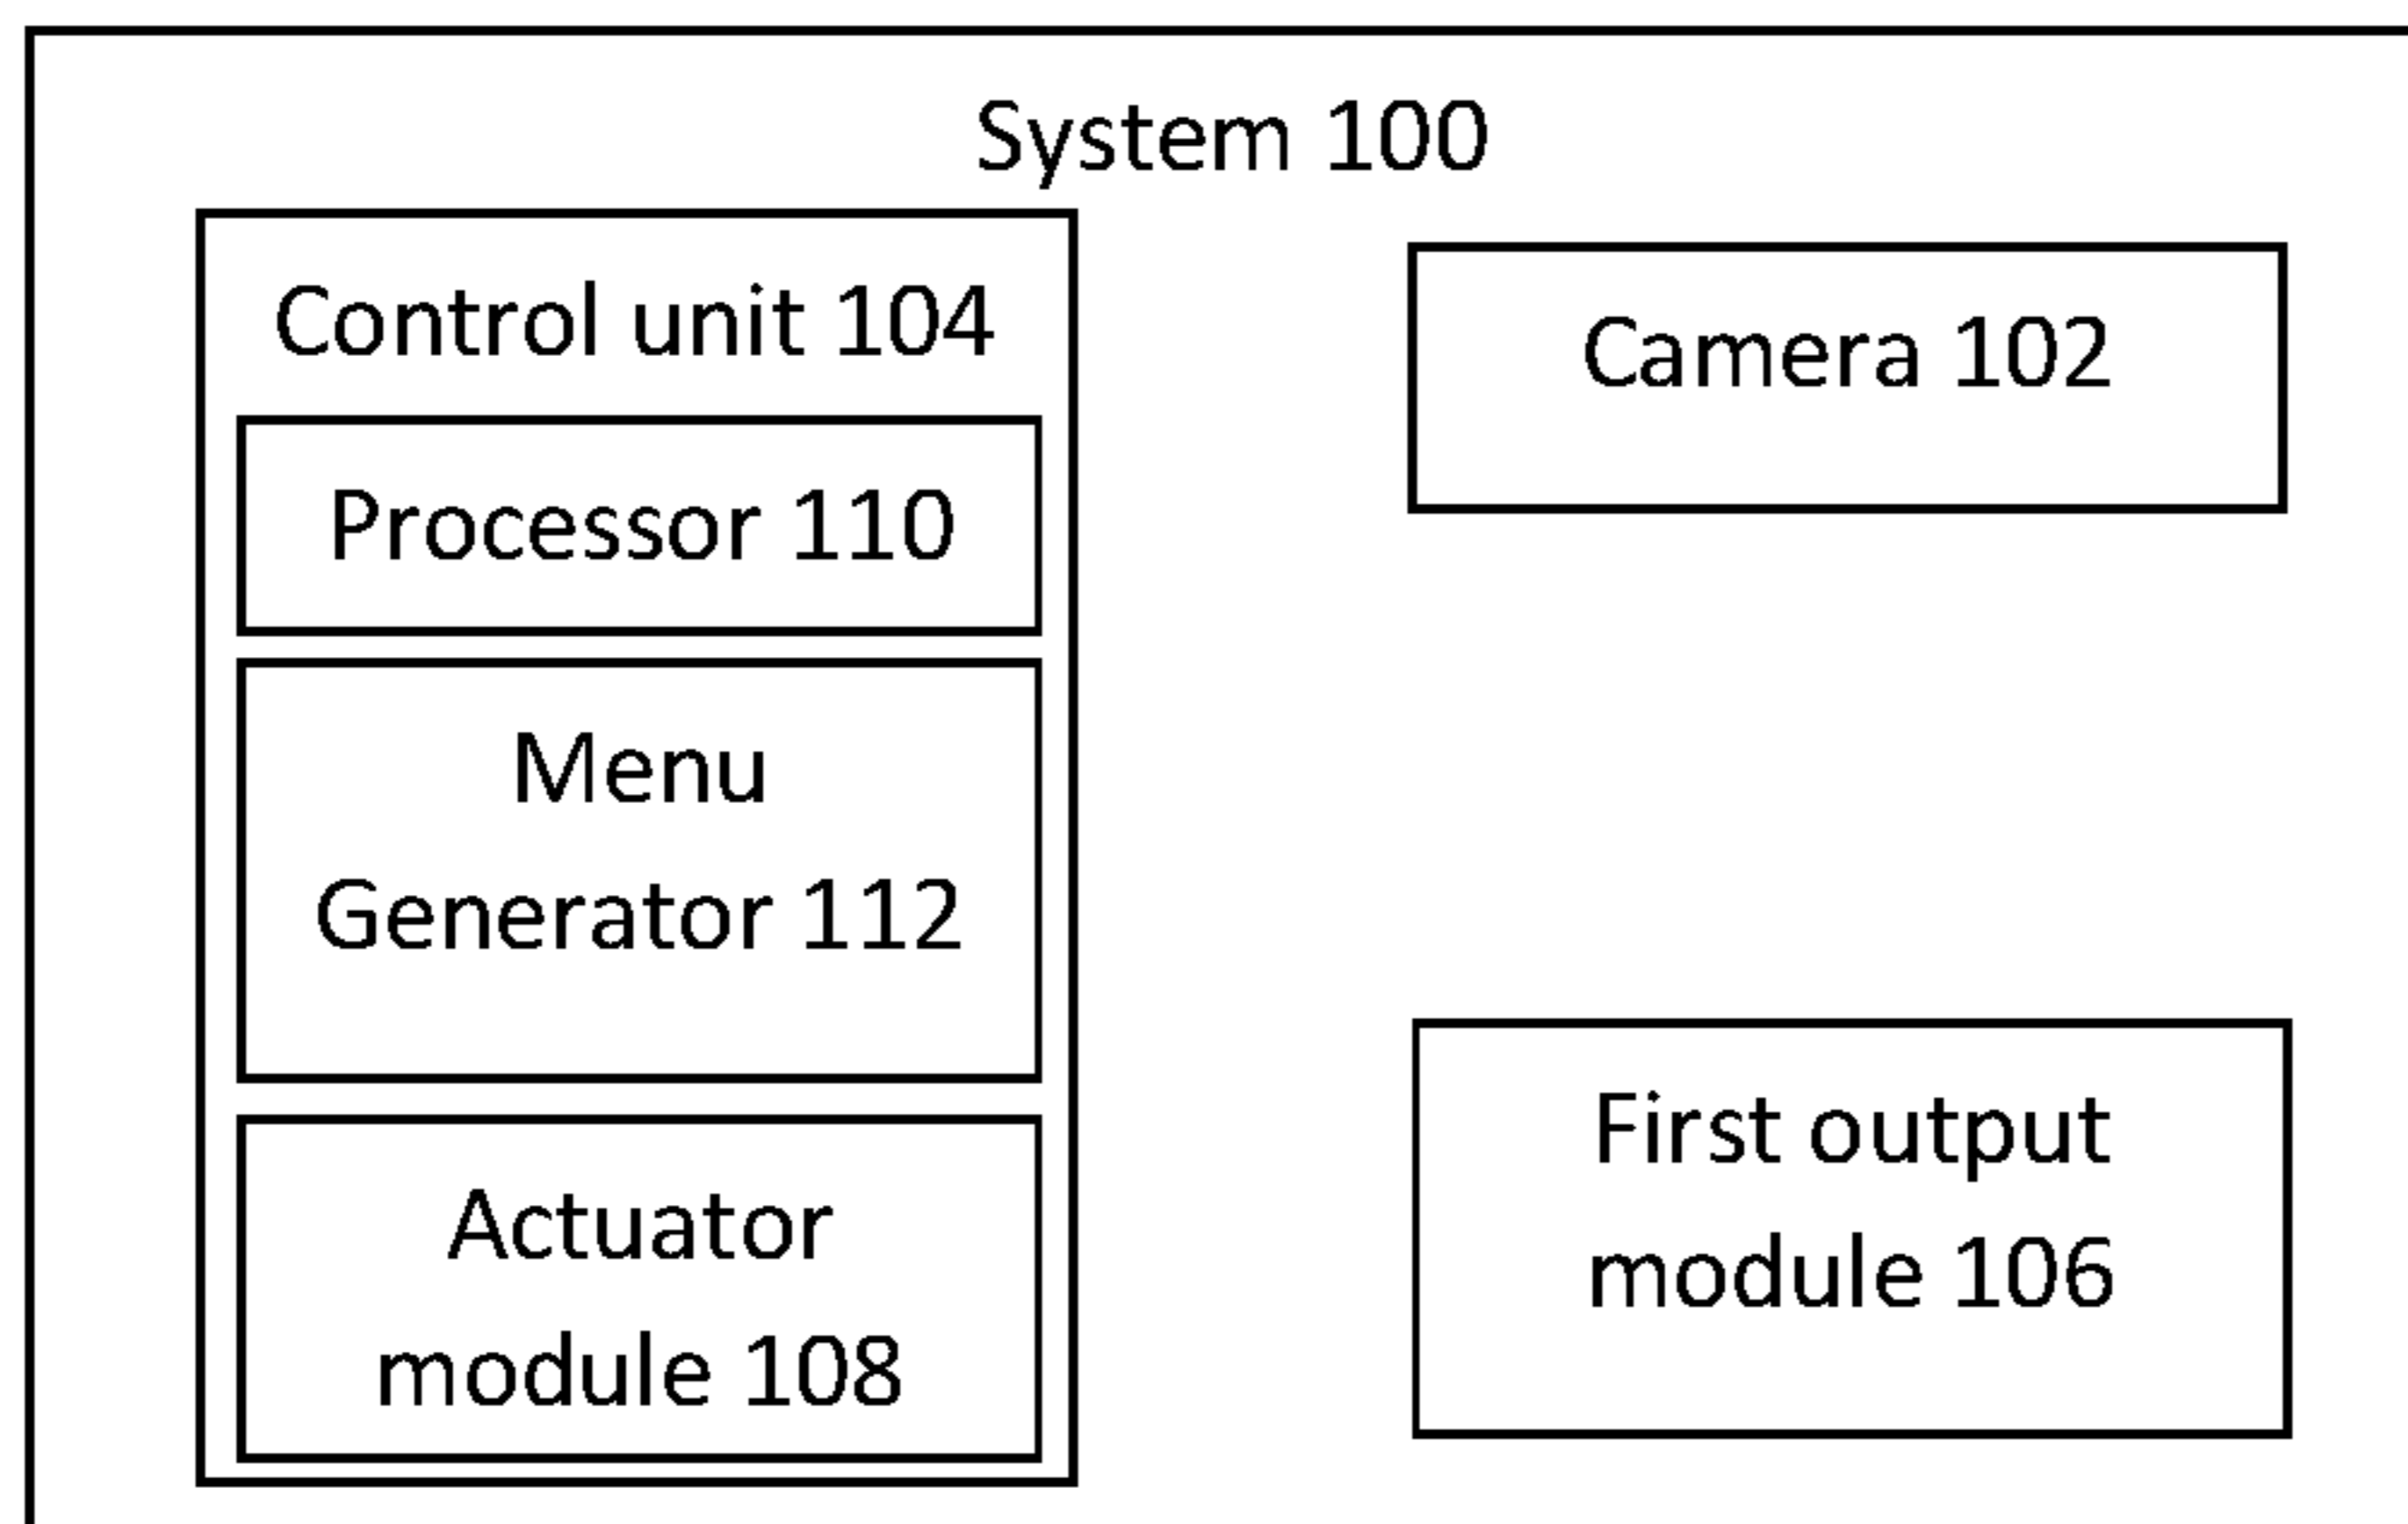 System 100
Control unit 104
Processor 110
Menu
Generator 112
Actuator
module 108
Camera 102
First output
module 106